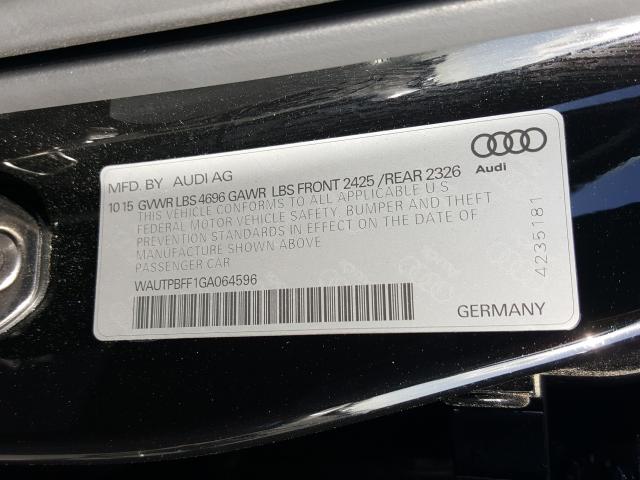 MFD. BY AUDI AG
10 15 GVWR LBS 4696 GAWR LBS FRONT 2425 / REAR 2326
THIS VEHICLE CONFORMS TO ALL APPLICABLE U S
FEDERAL MOTOR VEHICLE SAFETY, BUMPER AND THEFT
PREVENTION STANDARDS IN EFFECT ON THE DATE OF
MANUFACTURE SHOWN ABOVE
PASSENGER CAR
WAUTPBFF1GA064596
Audi
4235181
GERMANY